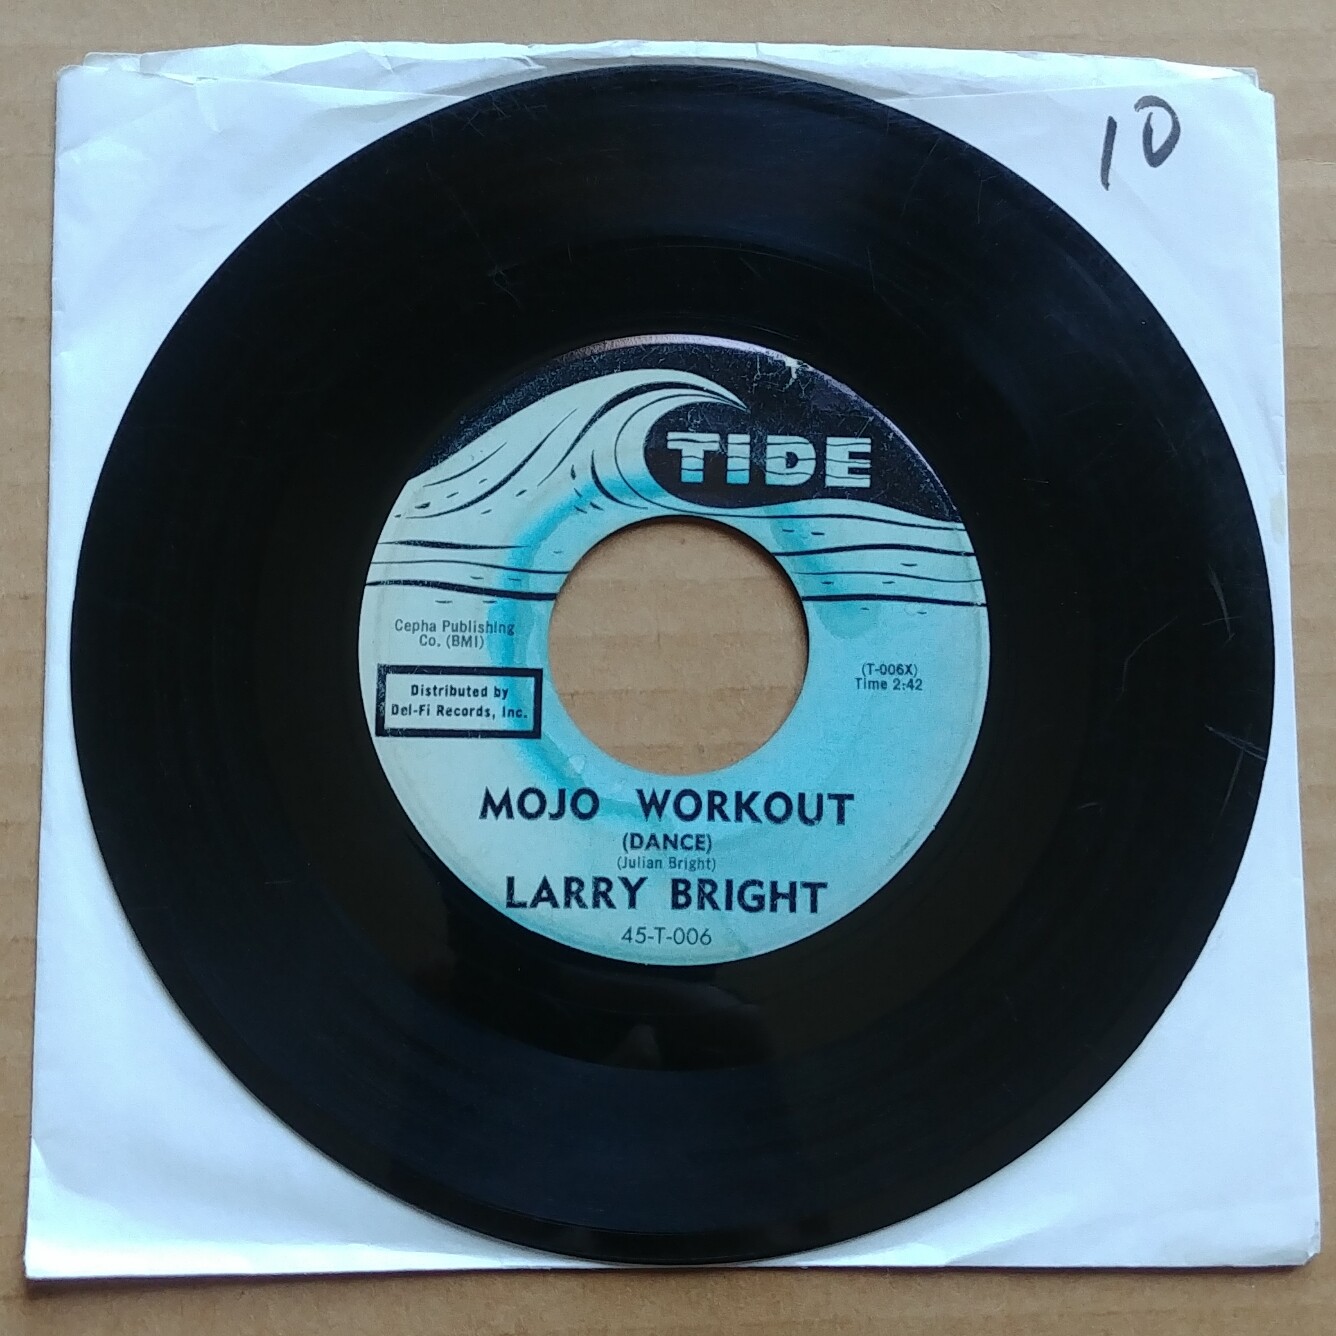 10
TIDE
Cepha Publishing
Co. (BMI)
Distributed by
Del-Fi Records, Inc.
(T-006X)
Time 2:42
MOJO WORKOUT
(DANCE)
(Julian Bright)
LARRY BRIGHT
45-T-006